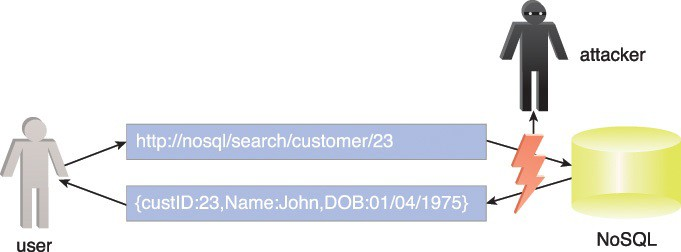 attacker
http://nosql/search/customer/23
{custID:23,Name:John,DOB:01/04/1975}
user
NoSQL